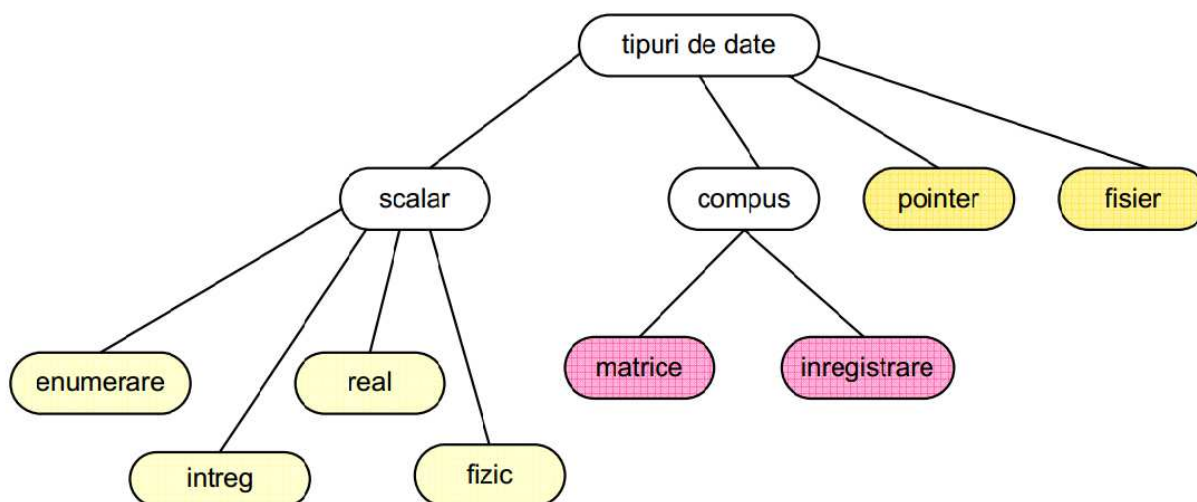 tipuri de date
scalar
compus
pointer
fisier
enumerare
real
matrice
inregistrare
intreg
fizic